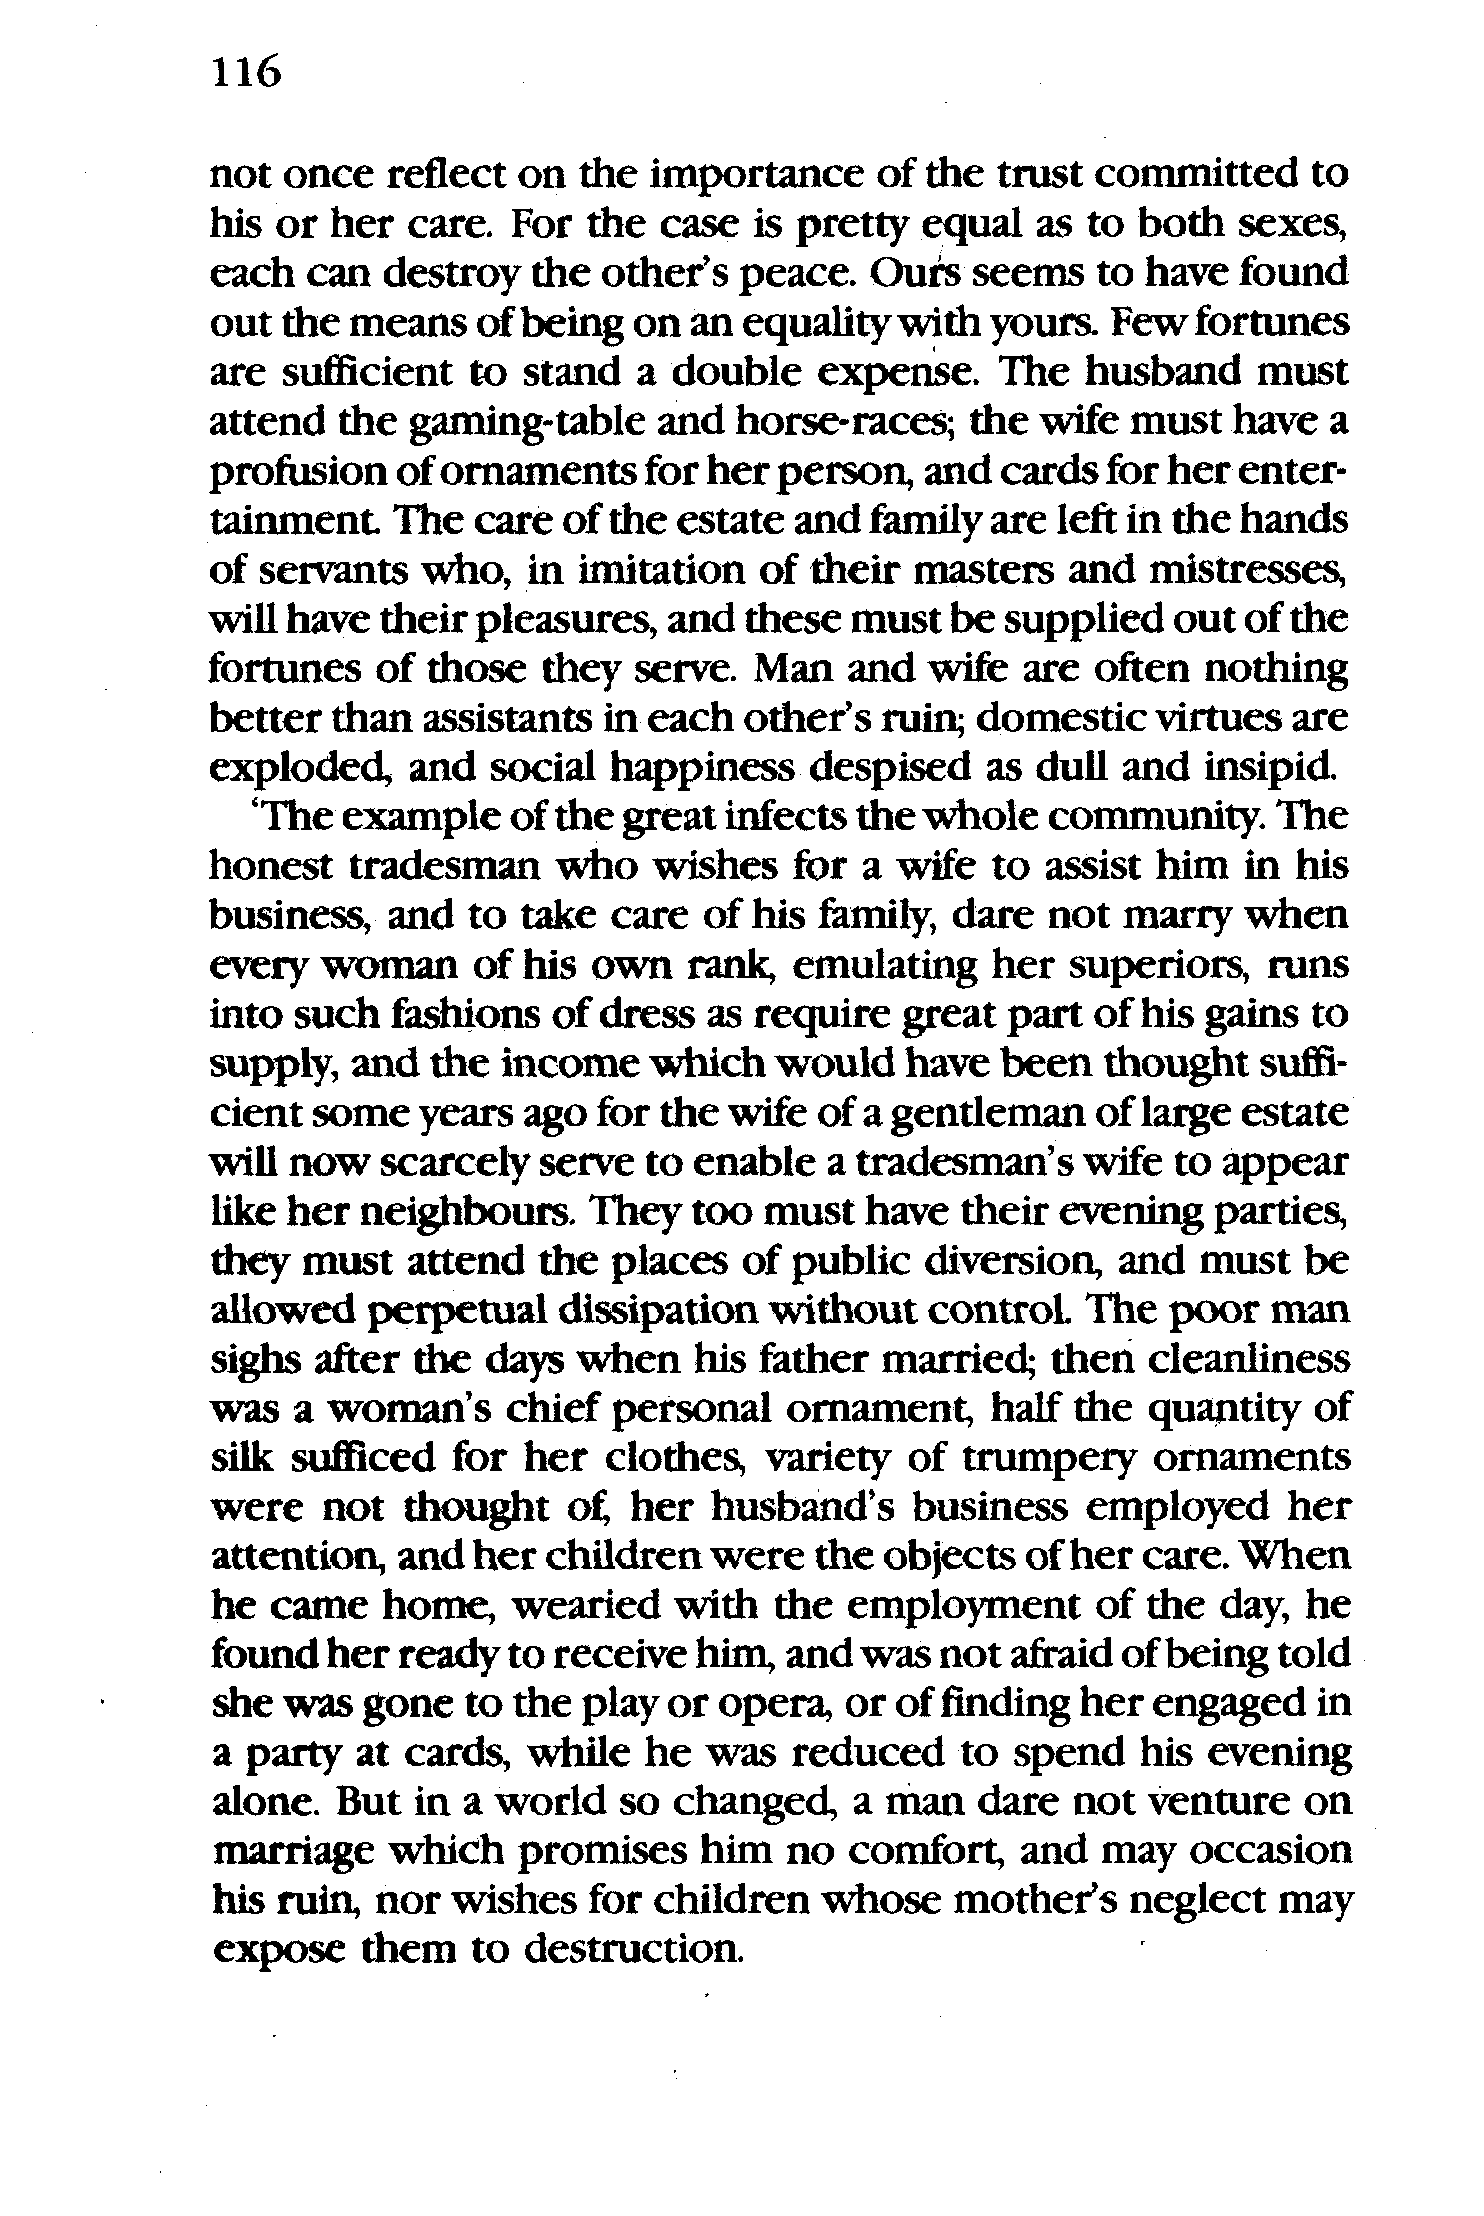 116
not once reflect on the importance of the trust committed to
his or her care. For the case is pretty equal as to both sexes,
each can destroy the other's peace. Ours seems to have found
out the means of being on an equality with yours. Few fortunes
are sufficient to stand a double expense. The husband must
attend the gaming-table and horse-races; the wife must have a
profusion of ornaments for her person, and cards for her enter-
tainment. The care of the estate and family are left in the hands
of servants who, in imitation of their masters and mistresses,
will have their pleasures, and these must be supplied out of the
fortunes of those they serve. Man and wife are often nothing
better than assistants in each other's ruin; domestic virtues are
exploded, and social happiness despised as dull and insipid.
'The example of the great infects the whole community. The
honest tradesman who wishes for a wife to assist him in his
business, and to take care of his family, dare not marry when
every woman of his own rank, emulating her superiors, runs
into such fashions of dress as require great part of his gains to
supply, and the income which would have been thought suffi-
cient some years ago for the wife of a gentleman of large estate
will now scarcely serve to enable a tradesman's wife to appear
like her neighbours. They too must have their evening parties,
they must attend the places of public diversion, and must be
allowed perpetual dissipation without control. The poor man
sighs after the days when his father married; then cleanliness
was a woman's chief personal ornament, half the quantity of
silk sufficed for her clothes, variety of trumpery ornaments
were not thought of, her husband's business employed her
attention, and her children were the objects of her care. When
he came home, wearied with the employment of the day, he
found her ready to receive him, and was not afraid of being told
she was gone to the play or opera, or of finding her engaged in
a party at cards, while he was reduced to spend his evening
alone. But in a world so changed, a man dare not venture on
marriage which promises him no comfort, and may occasion
his ruin, nor wishes for children whose mother's neglect may
expose them to destruction.